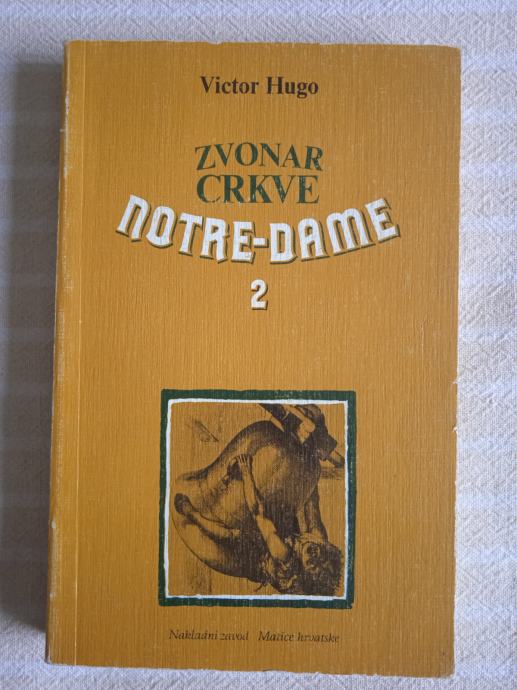 Victor Hugo
ZVONAR
CRKVE
NOTRE-DAME
2
Nakladni zavod Matice hrvatske